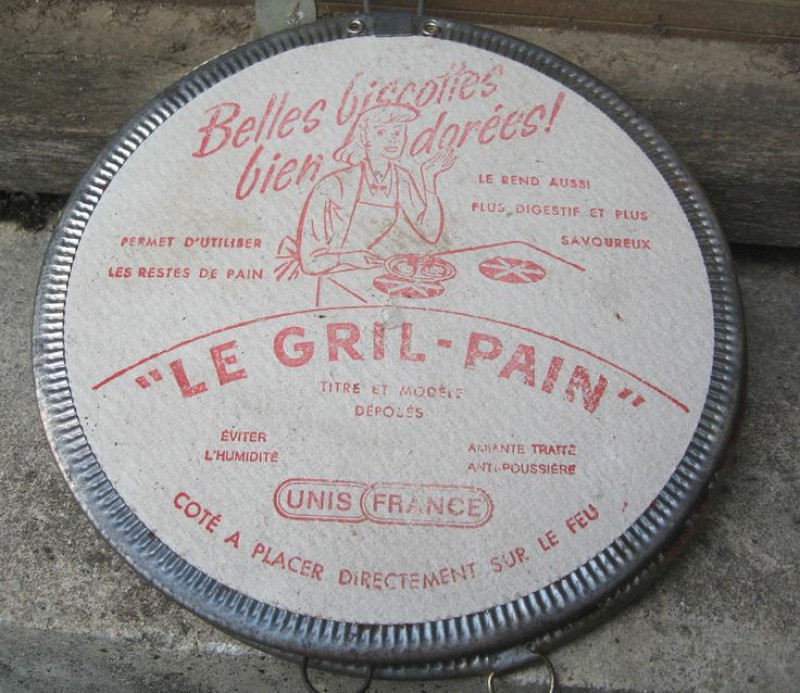 Belles biscottes
bien dorées!
LE REND AUSSI
PLUS DIGESTIF ET PLUS
SAVOUREUX
PERMET D'UTILISER
LES RESTES DE PAIN
"LE GRIL-PAIN"
TITRE ET MODÈLE
DÉPOSÉS
ÉVITER
L'HUMIDITÉ
AMIANTE TRAITÉ
ANTI-POUSSIÈRE
UNIS FRANCE
COTÉ A PLACER DIRECTEMENT SUR LE FEU